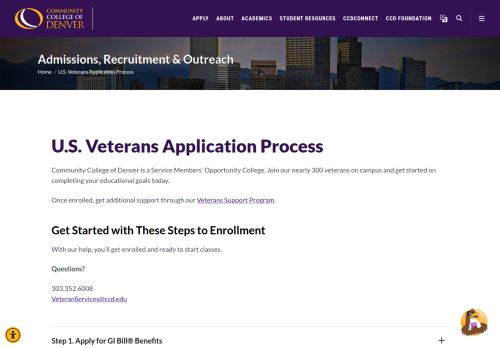 COMMUNITY
COLLEGE OF
DENVER
APPLY
ABOUT
ACADEMICS
STUDENT RESOURCES
CCDCONNECT
CCD FOUNDATION
Admissions, Recruitment & Outreach
Home / U.S. Veterans Application Process
U.S. Veterans Application Process
Community College of Denver is a Service Members' Opportunity College. Join our nearly 300 veterans on campus and get started on
completing your educational goals today.
Once enrolled, get additional support through our Veterans Support Program.
Get Started with These Steps to Enrollment
With our help, you'll get enrolled and ready to start classes.
Questions?
303.352.6008
VeteranServices@ccd.edu
Step 1. Apply for GI Bill® Benefits